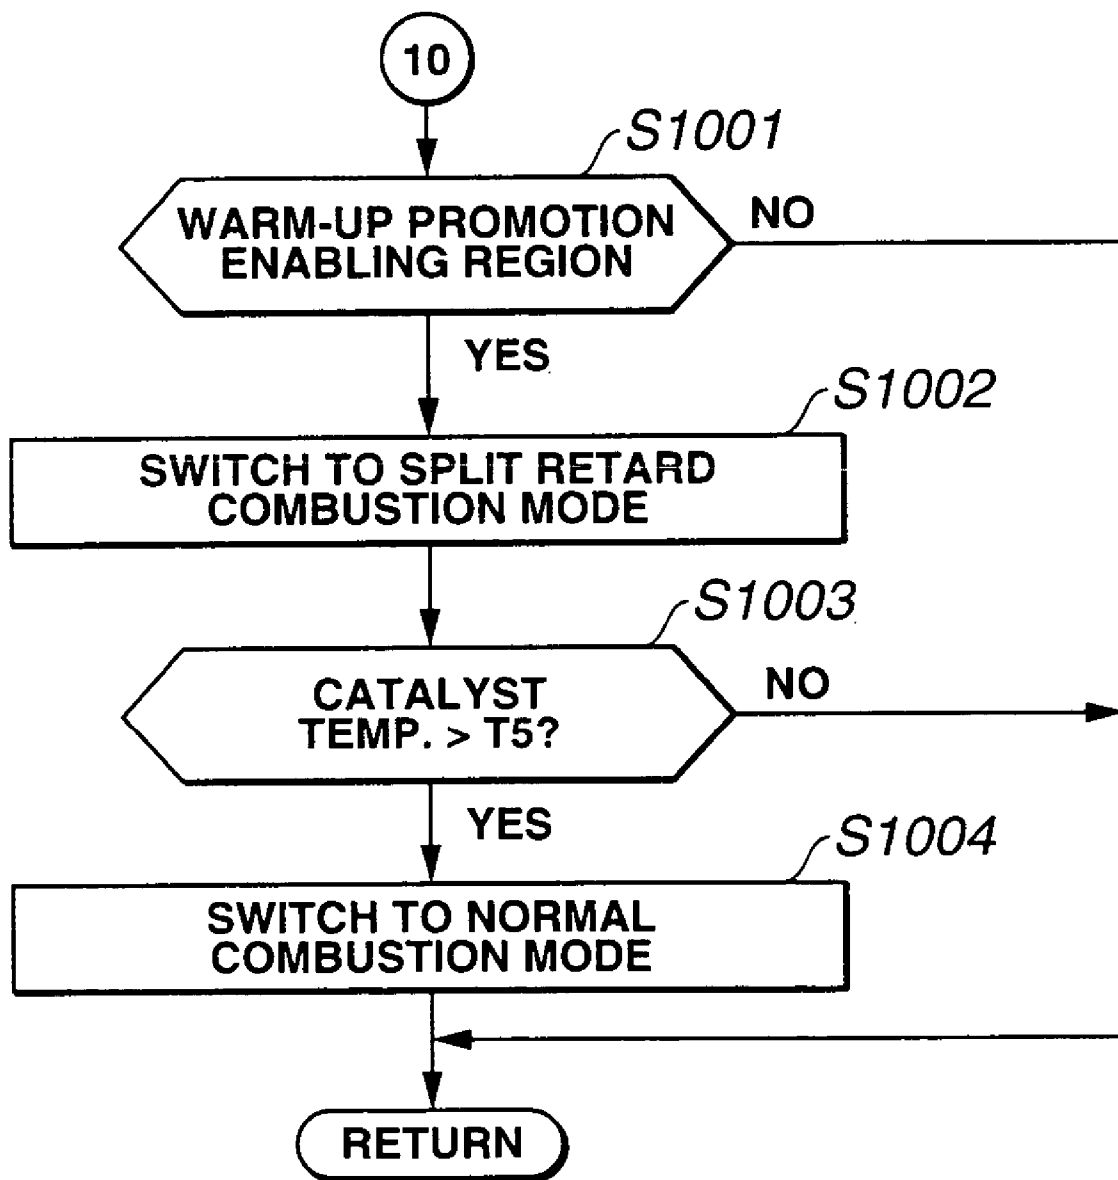 10
S1001
WARM-UP PROMOTION
ENABLING REGION
NO
YES
S1002
SWITCH TO SPLIT RETARD
COMBUSTION MODE
S1003
CATALYST
TEMP. > T5?
NO
YES
S1004
SWITCH TO NORMAL
COMBUSTION MODE
RETURN